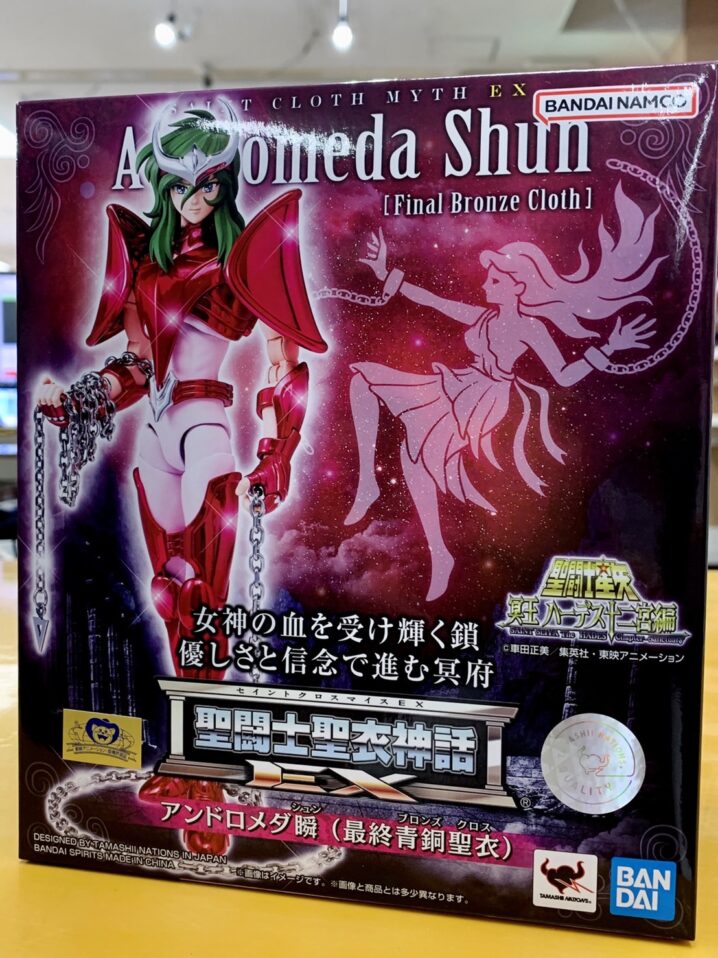 SAINT CLOTH MYTH EX
BANDAI NAMCO
Andromeda Shun
[Final Bronze Cloth]
聖闘士星矢
冥王 ハーデス十二宮編
©車田正美／集英社・東映アニメーション
女神の血を受け輝く鎖
優しさと信念で進む冥府
セイントクロスマイスEX
聖闘士聖衣神話
EX
®
シュン ブロンズ クロス
アンドロメダ瞬（最終青銅聖衣）
DESIGNED BY TAMASHII NATIONS IN JAPAN
BANDAI SPIRITS MADE IN CHINA
※画像はイメージです。※画像と商品とは多少異なります。
TAMASHII NATIONS
QUALITY
TAMASHII NATIONS
BAN
DAI